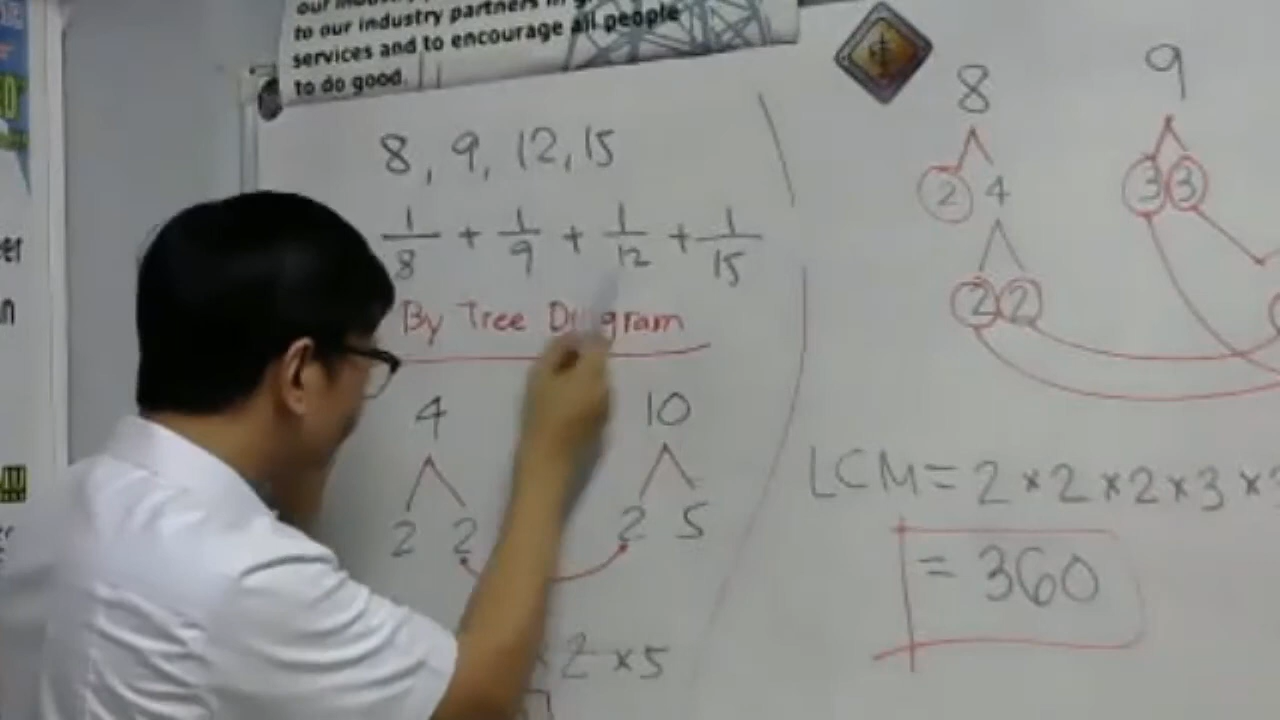 to our industry partners in
services and to encourage all people
to do good.
8, 9, 12, 15
1/8 + 1/9 + 1/12 + 1/15
By Tree Diagram
4 10
2 2 2 5
× 2 × 5
8 9
2 4 3 3
2 2
LCM = 2 × 2 × 2 × 3 ×
= 360